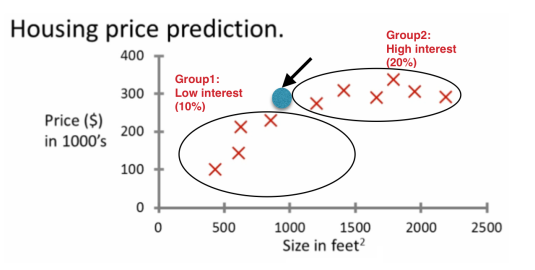 Housing price prediction.
Group2:
High interest
(20%)
Group1:
Low interest
(10%)
Price ($)
in 1000's
400
300
200
100
0
0 500 1000 1500 2000 2500
Size in feet²